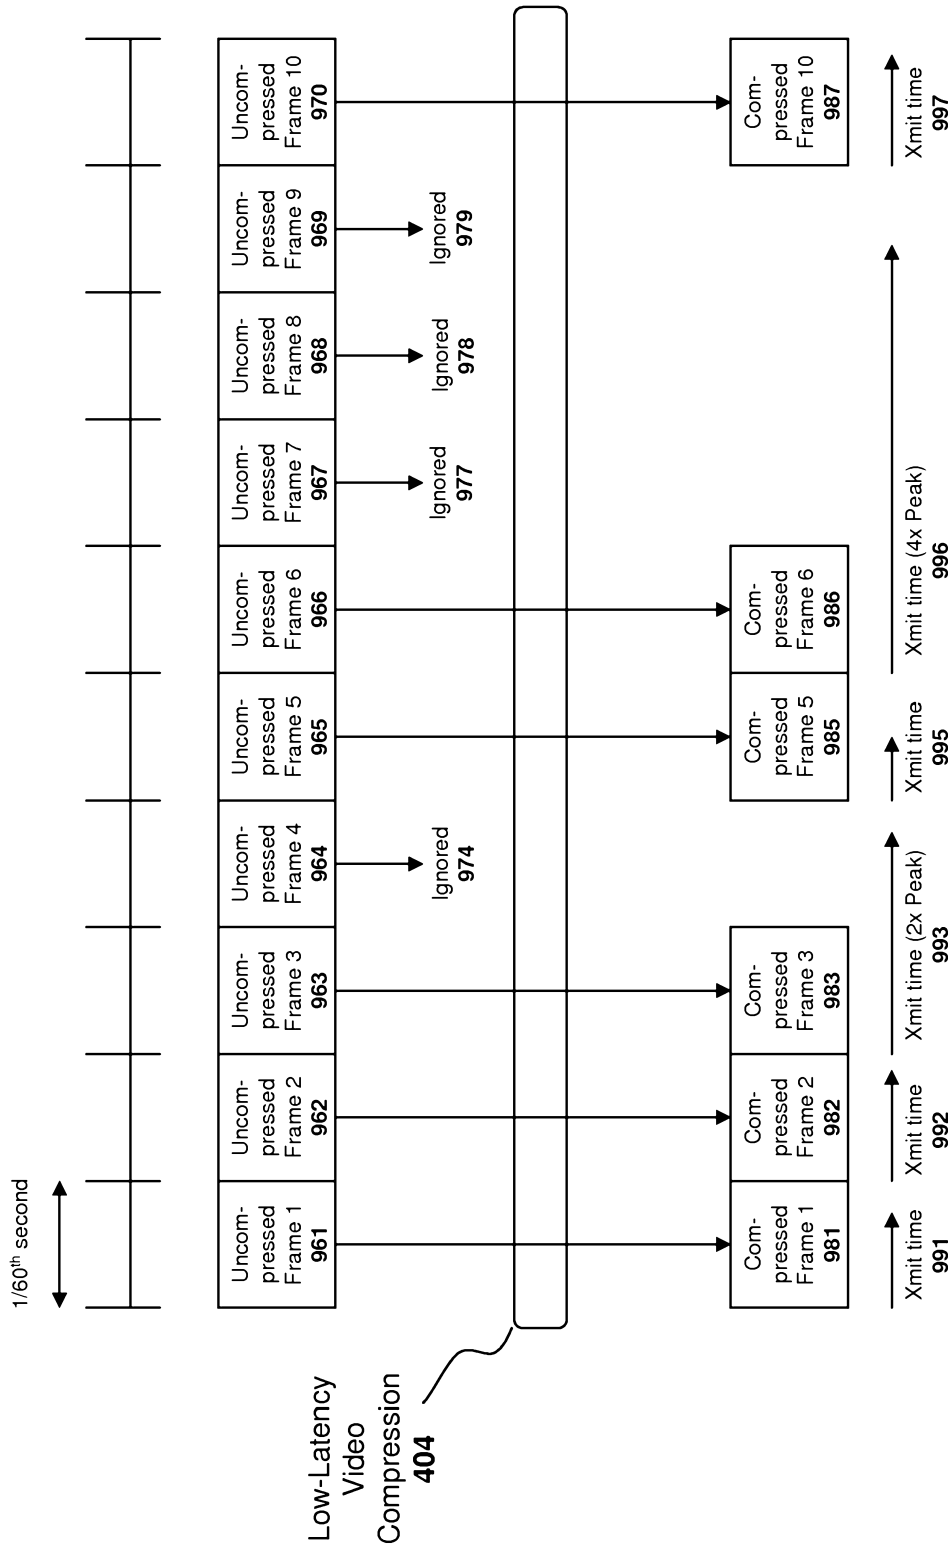 1/60th second
Uncom-
pressed
Frame 1
961
Uncom-
pressed
Frame 2
962
Uncom-
pressed
Frame 3
963
Uncom-
pressed
Frame 4
964
Uncom-
pressed
Frame 5
965
Uncom-
pressed
Frame 6
966
Uncom-
pressed
Frame 7
967
Uncom-
pressed
Frame 8
968
Uncom-
pressed
Frame 9
969
Uncom-
pressed
Frame 10
970
Ignored
974
Ignored
977
Ignored
978
Ignored
979
Low-Latency
Video
Compression
404
Com-
pressed
Frame 1
981
Com-
pressed
Frame 2
982
Com-
pressed
Frame 3
983
Com-
pressed
Frame 5
985
Com-
pressed
Frame 6
986
Com-
pressed
Frame 10
987
Xmit time
991
Xmit time
992
Xmit time (2x Peak)
993
Xmit time
995
Xmit time (4x Peak)
996
Xmit time
997